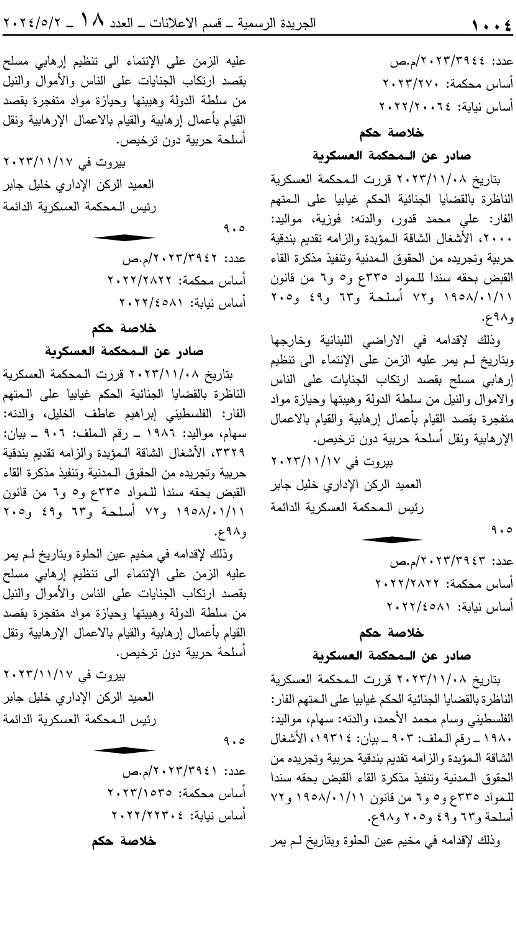 ١٠٠٤
الجريدة الرسمية ــ قسم الاعلانات ــ العدد ١٨ ــ ٢٠٢٤/٥/٢
عدد: ٢٠٢٣/٣٩٤٤/م.ص
أساس محكمة: ٢٠٢٣/٢٧٠
أساس نيابة: ٢٠٢٢/٢٠٠٦٤
خلاصة حكم
صادر عن المحكمة العسكرية
بتاريخ ٢٠٢٣/١١/٠٨ قررت المحكمة العسكرية
الناظرة بالقضايا الجنائية الحكم غيابيا على المتهم
الفار: علي محمد قدور، والدته: فوزية، مواليد:
٢٠٠٠، الأشغال الشاقة المؤبدة والزامه تقديم بندقية
حربية وتجريده من الحقوق المدنية وتنفيذ مذكرة القاء
القبض بحقه سندا للمواد ٣٣٥ع و٥ و٦ من قانون
١٩٥٨/٠١/١١ و٧٢ أسلحة و٦٣ و٤٩ و٢٠٥
و٩٨ع.
وذلك لإقدامه في الاراضي اللبنانية وخارجها
وبتاريخ لم يمر عليه الزمن على الإنتماء الى تنظيم
إرهابي مسلح بقصد ارتكاب الجنايات على الناس
والاموال والنيل من سلطة الدولة وهيبتها وحيازة مواد
متفجرة بقصد القيام بأعمال إرهابية والقيام بالاعمال
الإرهابية ونقل أسلحة حربية دون ترخيص.
بيروت في ٢٠٢٣/١١/١٧
العميد الركن الإداري خليل جابر
رئيس المحكمة العسكرية الدائمة
٩٠٥
عدد: ٢٠٢٣/٣٩٤٣/م.ص
أساس محكمة: ٢٠٢٢/٢٨٢٢
أساس نيابة: ٢٠٢٢/٤٥٨١
خلاصة حكم
صادر عن المحكمة العسكرية
بتاريخ ٢٠٢٣/١١/٠٨ قررت المحكمة العسكرية
الناظرة بالقضايا الجنائية الحكم غيابيا على المتهم الفار:
الفلسطيني وسام محمد الأحمد، والدته: سهام، مواليد:
١٩٨٠ ــ رقم الملف: ٩٠٣ ــ بيان: ١٩٣١٤، الأشغال
الشاقة المؤبدة والزامه تقديم بندقية حربية وتجريده من
الحقوق المدنية وتنفيذ مذكرة القاء القبض بحقه سندا
للمواد ٣٣٥ع و٥ و٦ من قانون ١٩٥٨/٠١/١١ و٧٢
أسلحة و٦٣ و٤٩ و٢٠٥ و٩٨ع.
وذلك لإقدامه في مخيم عين الحلوة وبتاريخ لم يمر
عليه الزمن على الإنتماء الى تنظيم إرهابي مسلح
بقصد ارتكاب الجنايات على الناس والأموال والنيل
من سلطة الدولة وهيبتها وحيازة مواد متفجرة بقصد
القيام بأعمال إرهابية والقيام بالاعمال الإرهابية ونقل
أسلحة حربية دون ترخيص.
بيروت في ٢٠٢٣/١١/١٧
العميد الركن الإداري خليل جابر
رئيس المحكمة العسكرية الدائمة
٩٠٥
عدد: ٢٠٢٣/٣٩٤٢/م.ص
أساس محكمة: ٢٠٢٢/٢٨٢٢
أساس نيابة: ٢٠٢٢/٤٥٨١
خلاصة حكم
صادر عن المحكمة العسكرية
بتاريخ ٢٠٢٣/١١/٠٨ قررت المحكمة العسكرية
الناظرة بالقضايا الجنائية الحكم غيابيا على المتهم
الفار: الفلسطيني إبراهيم عاطف الخليل، والدته:
سهام، مواليد: ١٩٨٦ ــ رقم الملف: ٩٠٦ ــ بيان:
٣٣٢٩، الأشغال الشاقة المؤبدة والزامه تقديم بندقية
حربية وتجريده من الحقوق المدنية وتنفيذ مذكرة القاء
القبض بحقه سندا للمواد ٣٣٥ع و٥ و٦ من قانون
١٩٥٨/٠١/١١ و٧٢ أسلحة و٦٣ و٤٩ و٢٠٥
و٩٨ع.
وذلك لإقدامه في مخيم عين الحلوة وبتاريخ لم يمر
عليه الزمن على الإنتماء الى تنظيم إرهابي مسلح
بقصد ارتكاب الجنايات على الناس والأموال والنيل
من سلطة الدولة وهيبتها وحيازة مواد متفجرة بقصد
القيام بأعمال إرهابية والقيام بالاعمال الإرهابية ونقل
أسلحة حربية دون ترخيص.
بيروت في ٢٠٢٣/١١/١٧
العميد الركن الإداري خليل جابر
رئيس المحكمة العسكرية الدائمة
٩٠٥
عدد: ٢٠٢٣/٣٩٤١/م.ص
أساس محكمة: ٢٠٢٣/١٥٣٥
أساس نيابة: ٢٠٢٢/٢٢٣٠٤
خلاصة حكم